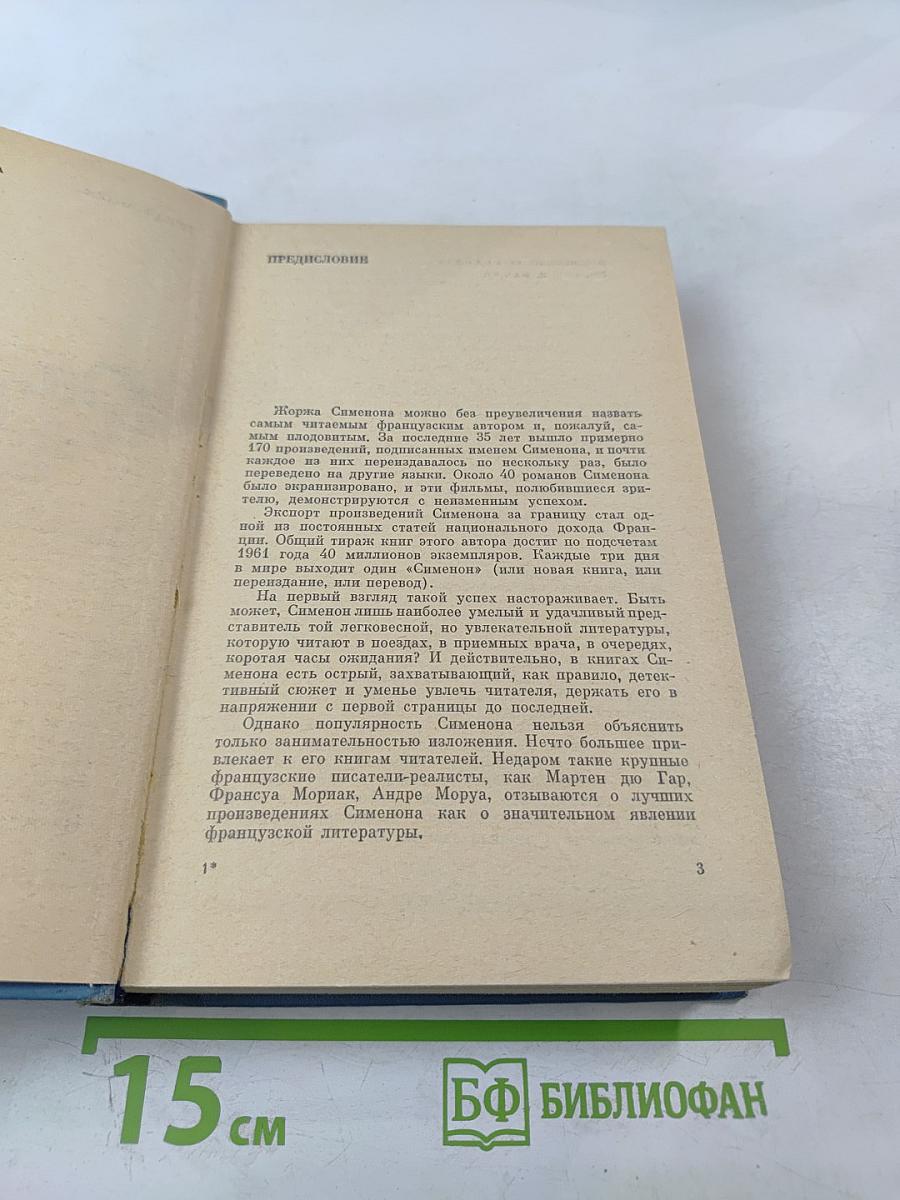 ПРЕДИСЛОВИЕ
Жоржа Сименона можно без преувеличения назвать
самым читаемым французским автором и, пожалуй, са-
мым плодовитым. За последние 35 лет вышло примерно
170 произведений, подписанных именем Сименона, и почти
каждое из них переиздавалось по нескольку раз, было
переведено на другие языки. Около 40 романов Сименона
было экранизировано, и эти фильмы, полюбившиеся зри-
телю, демонстрируются с неизменным успехом.
Экспорт произведений Сименона за границу стал од-
ной из постоянных статей национального дохода Фран-
ции. Общий тираж книг этого автора достиг по подсчетам
1961 года 40 миллионов экземпляров. Каждые три дня
в мире выходит один «Сименон» (или новая книга, или
переиздание, или перевод).
На первый взгляд такой успех настораживает. Быть
может, Сименон лишь наиболее умелый и удачливый пред-
ставитель той легковесной, но увлекательной литературы,
которую читают в поездах, в приемных врача, в очередях,
коротая часы ожидания? И действительно, в книгах Си-
менона есть острый, захватывающий, как правило, детек-
тивный сюжет и уменье увлечь читателя, держать его в
напряжении с первой страницы до последней.
Однако популярность Сименона нельзя объяснить
только занимательностью изложения. Нечто большее при-
влекает к его книгам читателей. Недаром такие крупные
французские писатели-реалисты, как Мартен дю Гар,
Франсуа Мориак, Андре Моруа, отзываются о лучших
произведениях Сименона как о значительном явлении
французской литературы.
1*
3
15 см
БФ БИБЛИОФАН